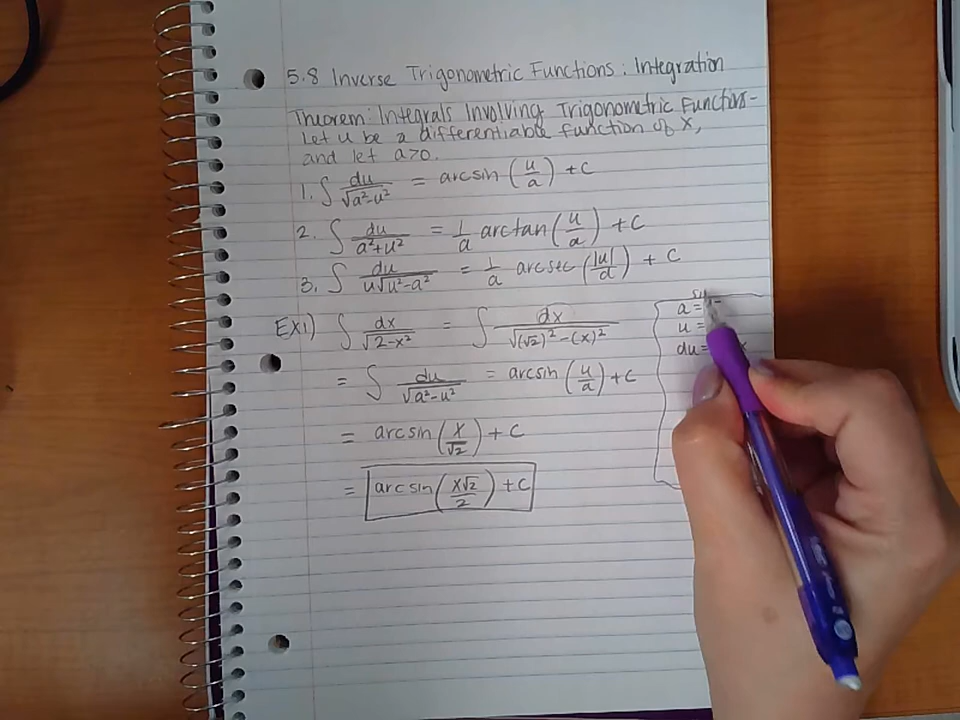 5.8 Inverse Trigonometric Functions: Integration
Theorem: Integrals Involving Trigonometric Functions-
Let u be a differentiable function of x,
and let a>0.
1. ∫ du/√(a²-u²) = arcsin (u/a) + C
2. ∫ du/(a²+u²) = 1/a arctan (u/a) + C
3. ∫ du/(u√(u²-a²)) = 1/a arcsec (|u|/a) + C
EX1) ∫ dx/√(2-x²) = ∫ dx/√((√2)²-(x)²)
a =
u =
du =
= ∫ du/√(a²-u²) = arcsin (u/a) + C
= arcsin (x/√2) + C
= arcsin (x√2/2) + C